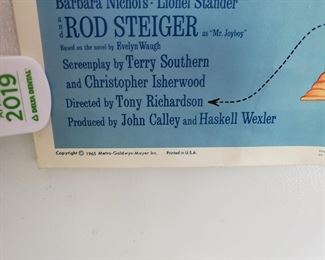 Barbara Nichols · Lionel Stander
and ROD STEIGER as "Mr. Joyboy"
Based on the novel by Evelyn Waugh
Screenplay by Terry Southern
and Christopher Isherwood
Directed by Tony Richardson
Produced by John Calley and Haskell Wexler
Copyright © 1965 Metro-Goldwyn-Mayer Inc. Printed in U.S.A.
2019
DELTA DENTAL